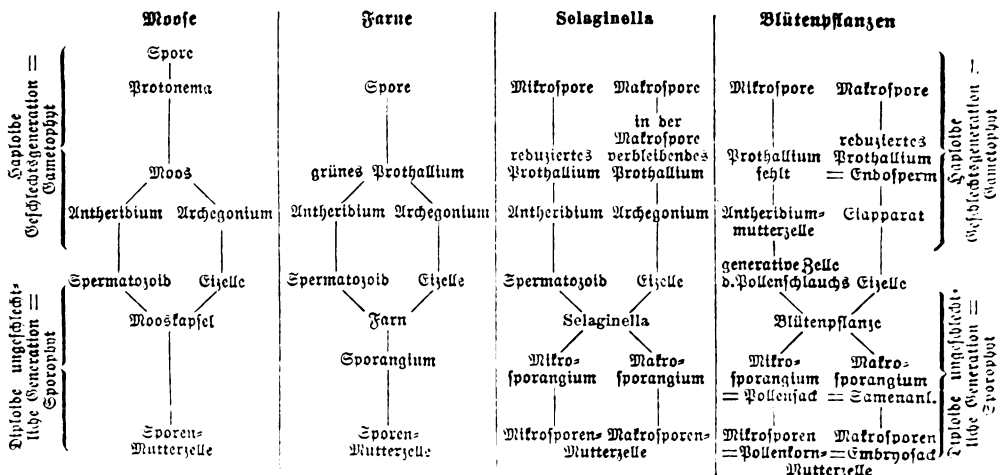 Moose
Spore
Protonema
Moos
Antheridium Archegonium
Spermatozoid Eizelle
Mooskapsel
Sporen-
Mutterzelle
Farne
Spore
grünes Prothallium
Antheridium Archegonium
Spermatozoid Eizelle
Farn
Sporangium
Sporen-
Mutterzelle
Selaginella
Mikrospore Makrospore
in der
Makrospore
reduziertes verbleibendes
Prothallium Prothallium
Antheridium Archegonium
Spermatozoid Eizelle
Selaginella
Mikro- Makro-
sporangium sporangium
Mikrosporen- Makrosporen-
Mutterzelle
Blütenpflanzen
Mikrospore Makrospore
reduziertes
Prothallium Prothallium
fehlt = Endosperm
Antheridium- Eiapparat
mutterzelle
generative Zelle
d. Pollenschlauchs Eizelle
Blütenpflanze
Mikro- Makro-
sporangium sporangium
= Pollensack = Samenanl.
Mikrosporen Makrosporen
= Pollenkorn- = Embryosack
Mutterzelle
Haploide
Geschlechtsgeneration =
Gametophyt
Diploide ungeschlecht-
liche Generation =
Sporophyt
Haploide
Geschlechtsgeneration =
Gametophyt
Diploide ungeschlecht-
liche Generation =
Sporophyt